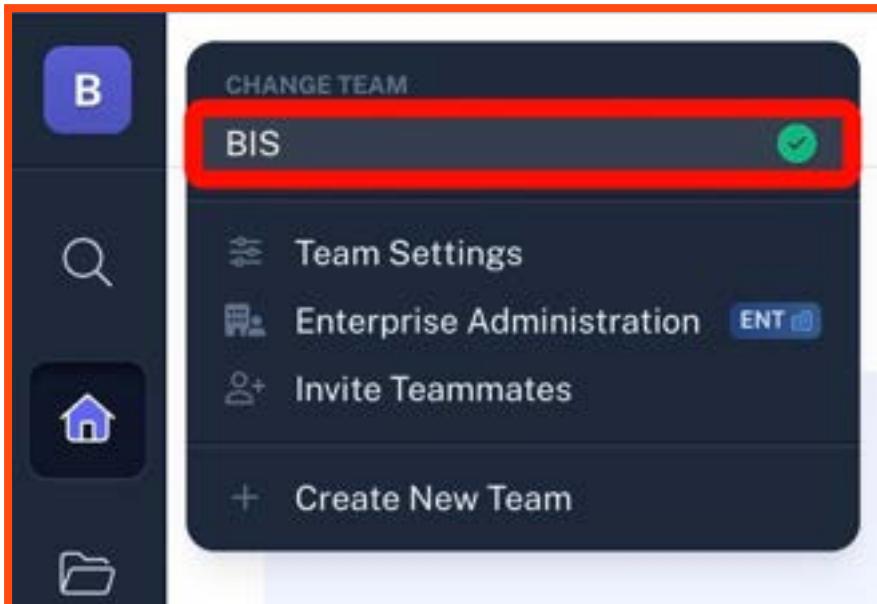 B
CHANGE TEAM
BIS
Team Settings
Enterprise Administration ENT
Invite Teammates
Create New Team